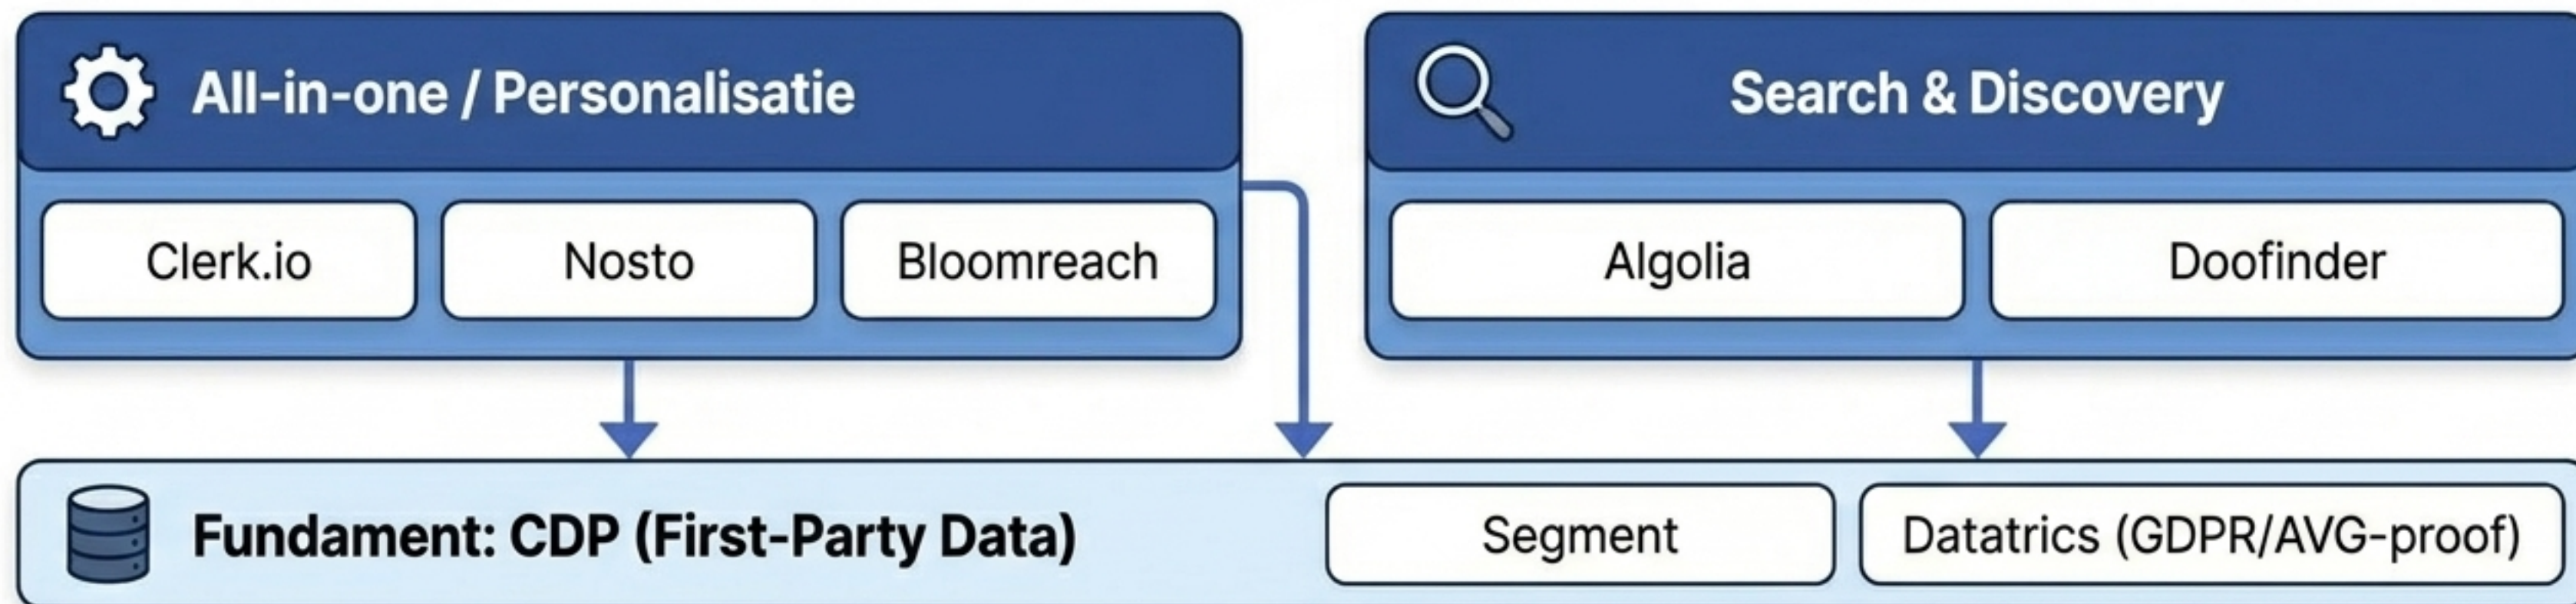 All-in-one / Personalisatie
Search & Discovery
Clerk.io
Nosto
Bloomreach
Algolia
Doofinder
Fundament: CDP (First-Party Data)
Segment
Datatrics (GDPR/AVG-proof)